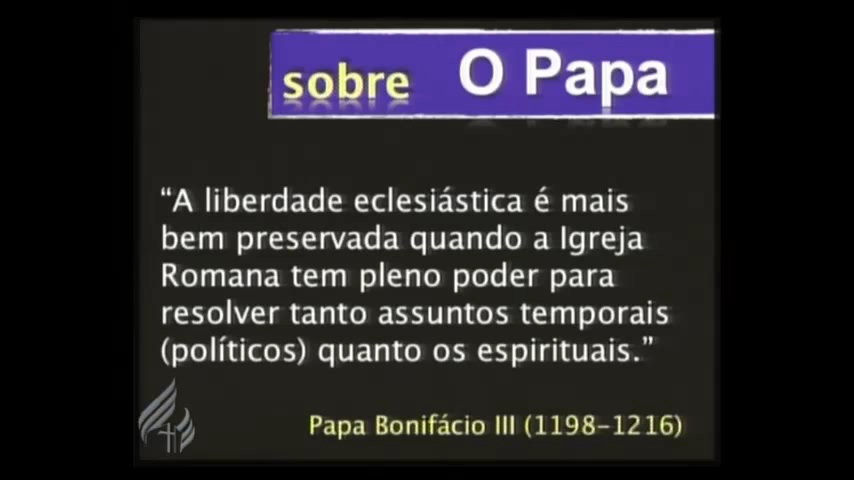 sobre O Papa
“A liberdade eclesiástica é mais
bem preservada quando a Igreja
Romana tem pleno poder para
resolver tanto assuntos temporais
(políticos) quanto os espirituais.”
Papa Bonifácio III (1198–1216)